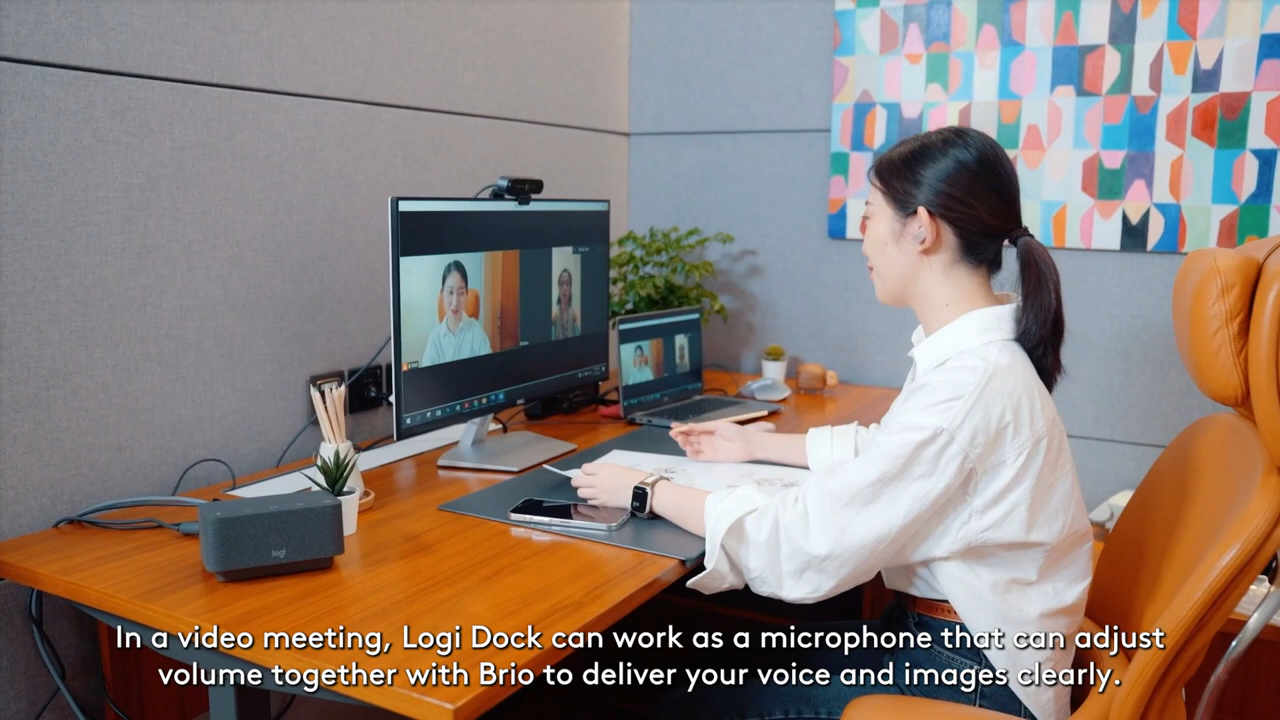 logi
In a video meeting, Logi Dock can work as a microphone that can adjust
volume together with Brio to deliver your voice and images clearly.